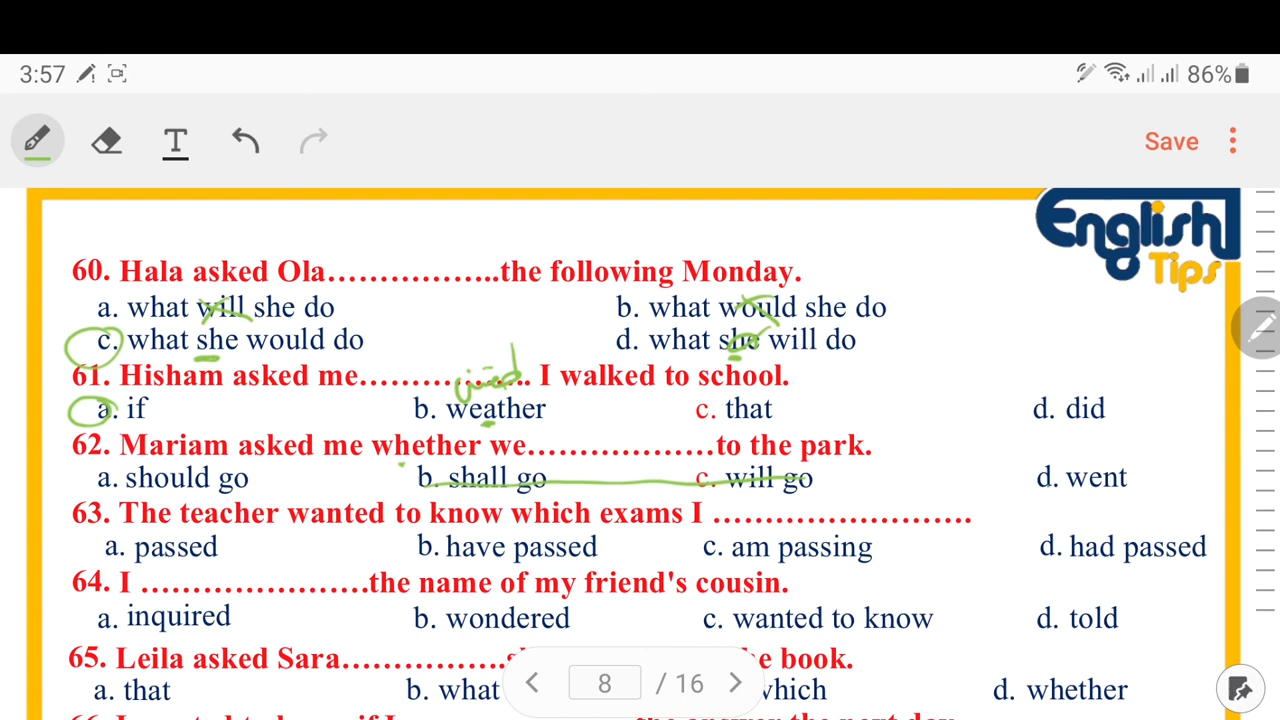 3:57 86%
Save
English Tips
60. Hala asked Ola……………..the following Monday.
a. what will she do b. what would she do
c. what she would do d. what she will do
61. Hisham asked me…………….. I walked to school.
a. if b. weather c. that d. did
62. Mariam asked me whether we………………to the park.
a. should go b. shall go c. will go d. went
63. The teacher wanted to know which exams I ……………………
a. passed b. have passed c. am passing d. had passed
64. I ………………….the name of my friend's cousin.
a. inquired b. wondered c. wanted to know d. told
65. Leila asked Sara……………. book.
a. that b. what which d. whether
8 / 16